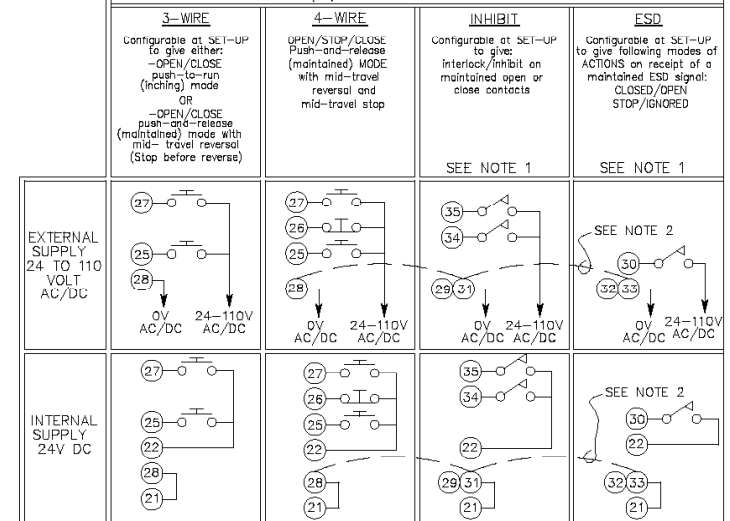 3-WIRE
Configurable at SET-UP
to give either:
-OPEN/CLOSE
push-to-run
(inching) mode
OR
-OPEN/CLOSE
push-and-release
(maintained) mode with
mid- travel reversal
(Stop before reverse)
4-WIRE
OPEN/STOP/CLOSE
Push-and-release
(maintained) MODE
with mid-travel
reversal and
mid-travel stop
INHIBIT
Configurable at SET-UP
to give:
interlock/inhibit on
maintained open or
close contacts
SEE NOTE 1
ESD
Configurable at SET-UP
to give following modes of
ACTIONS on receipt of a
maintained ESD signal:
CLOSED/OPEN
STOP/IGNORED
SEE NOTE 1
EXTERNAL
SUPPLY
24 TO 110
VOLT
AC/DC
27
25
28
0V
AC/DC
24-110V
AC/DC
27
26
25
28
0V
AC/DC
24-110V
AC/DC
35
34
29 31
0V
AC/DC
24-110V
AC/DC
SEE NOTE 2
30
32 33
0V
AC/DC
24-110V
AC/DC
INTERNAL
SUPPLY
24V DC
27
25
22
28
21
27
26
25
22
28
21
35
34
22
29 31
21
SEE NOTE 2
30
22
32 33
21